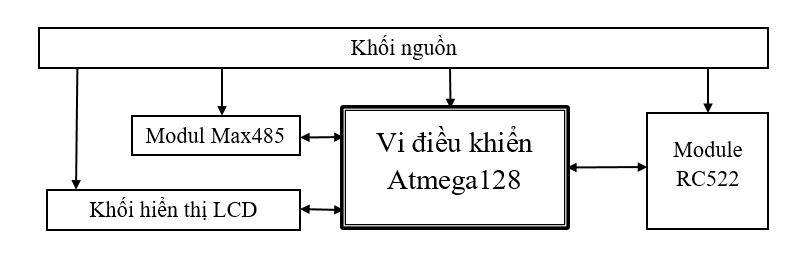 Khối nguồn
Modul Max485
Vi điều khiển
Atmega128
Module
RC522
Khối hiển thị LCD